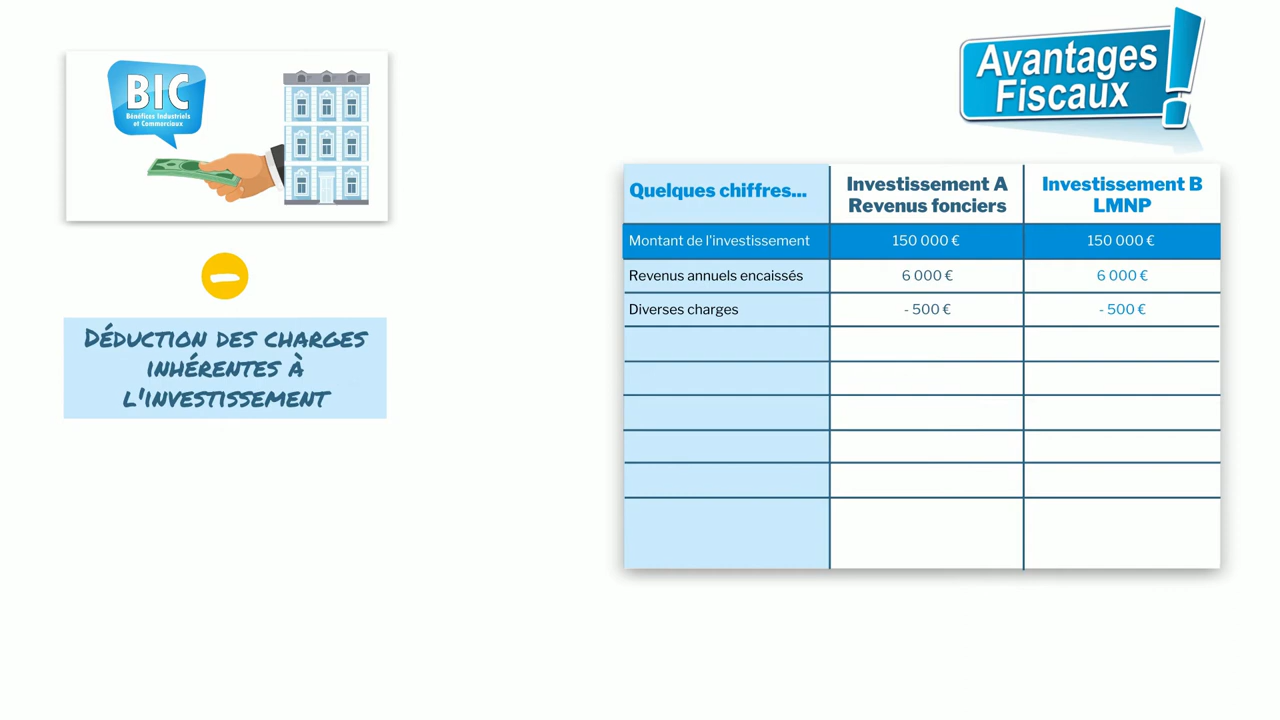 BIC
Bénéfices Industriels
et Commerciaux
DÉDUCTION DES CHARGES
INHÉRENTES À
L'INVESTISSEMENT
Avantages
Fiscaux !
Quelques chiffres...
Investissement A
Revenus fonciers
Investissement B
LMNP
Montant de l'investissement 150 000 € 150 000 €
Revenus annuels encaissés 6 000 € 6 000 €
Diverses charges - 500 € - 500 €